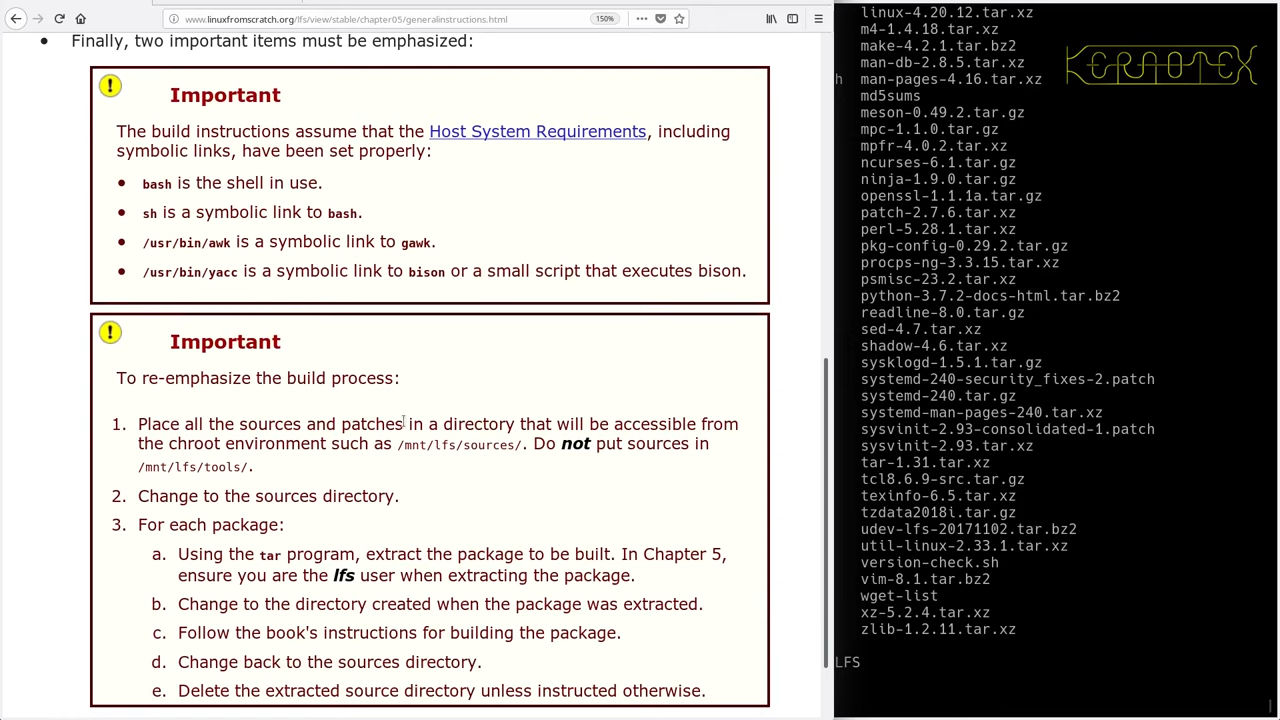 www.linuxfromscratch.org/lfs/view/stable/chapter05/generalinstructions.html
150%
Finally, two important items must be emphasized:
Important
The build instructions assume that the Host System Requirements, including
symbolic links, have been set properly:
bash is the shell in use.
sh is a symbolic link to bash.
/usr/bin/awk is a symbolic link to gawk.
/usr/bin/yacc is a symbolic link to bison or a small script that executes bison.
Important
To re-emphasize the build process:
1. Place all the sources and patches in a directory that will be accessible from
the chroot environment such as /mnt/lfs/sources/. Do not put sources in
/mnt/lfs/tools/.
2. Change to the sources directory.
3. For each package:
a. Using the tar program, extract the package to be built. In Chapter 5,
ensure you are the lfs user when extracting the package.
b. Change to the directory created when the package was extracted.
c. Follow the book's instructions for building the package.
d. Change back to the sources directory.
e. Delete the extracted source directory unless instructed otherwise.
linux-4.20.12.tar.xz
m4-1.4.18.tar.xz
make-4.2.1.tar.bz2
man-db-2.8.5.tar.xz
h man-pages-4.16.tar.xz
md5sums
meson-0.49.2.tar.gz
mpc-1.1.0.tar.gz
mpfr-4.0.2.tar.xz
ncurses-6.1.tar.gz
ninja-1.9.0.tar.gz
openssl-1.1.1a.tar.gz
patch-2.7.6.tar.xz
perl-5.28.1.tar.xz
pkg-config-0.29.2.tar.gz
procps-ng-3.3.15.tar.xz
psmisc-23.2.tar.xz
python-3.7.2-docs-html.tar.bz2
readline-8.0.tar.gz
sed-4.7.tar.xz
shadow-4.6.tar.xz
sysklogd-1.5.1.tar.gz
systemd-240-security_fixes-2.patch
systemd-240.tar.gz
systemd-man-pages-240.tar.xz
sysvinit-2.93-consolidated-1.patch
sysvinit-2.93.tar.xz
tar-1.31.tar.xz
tcl8.6.9-src.tar.gz
texinfo-6.5.tar.xz
tzdata2018i.tar.gz
udev-lfs-20171102.tar.bz2
util-linux-2.33.1.tar.xz
version-check.sh
vim-8.1.tar.bz2
wget-list
xz-5.2.4.tar.xz
zlib-1.2.11.tar.xz
LFS